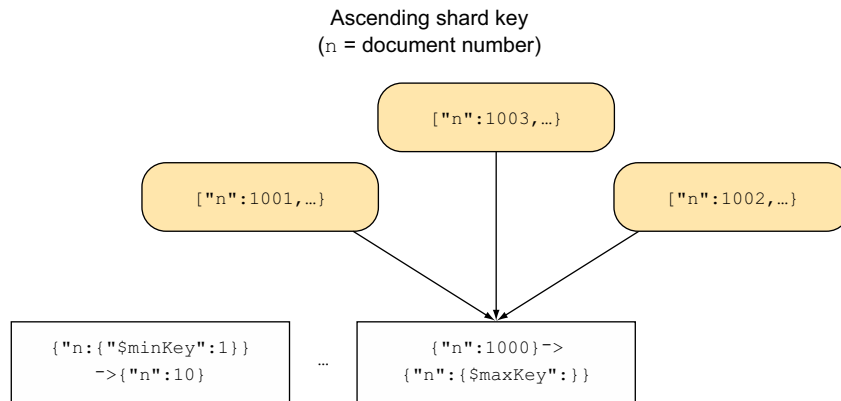 Ascending shard key
(n = document number)
["n":1003,…}
["n":1001,…}
["n":1002,…}
{"n:{"$minKey":1}}
->{"n":10}
…
{"n":1000}->
{"n":{$maxKey":}}